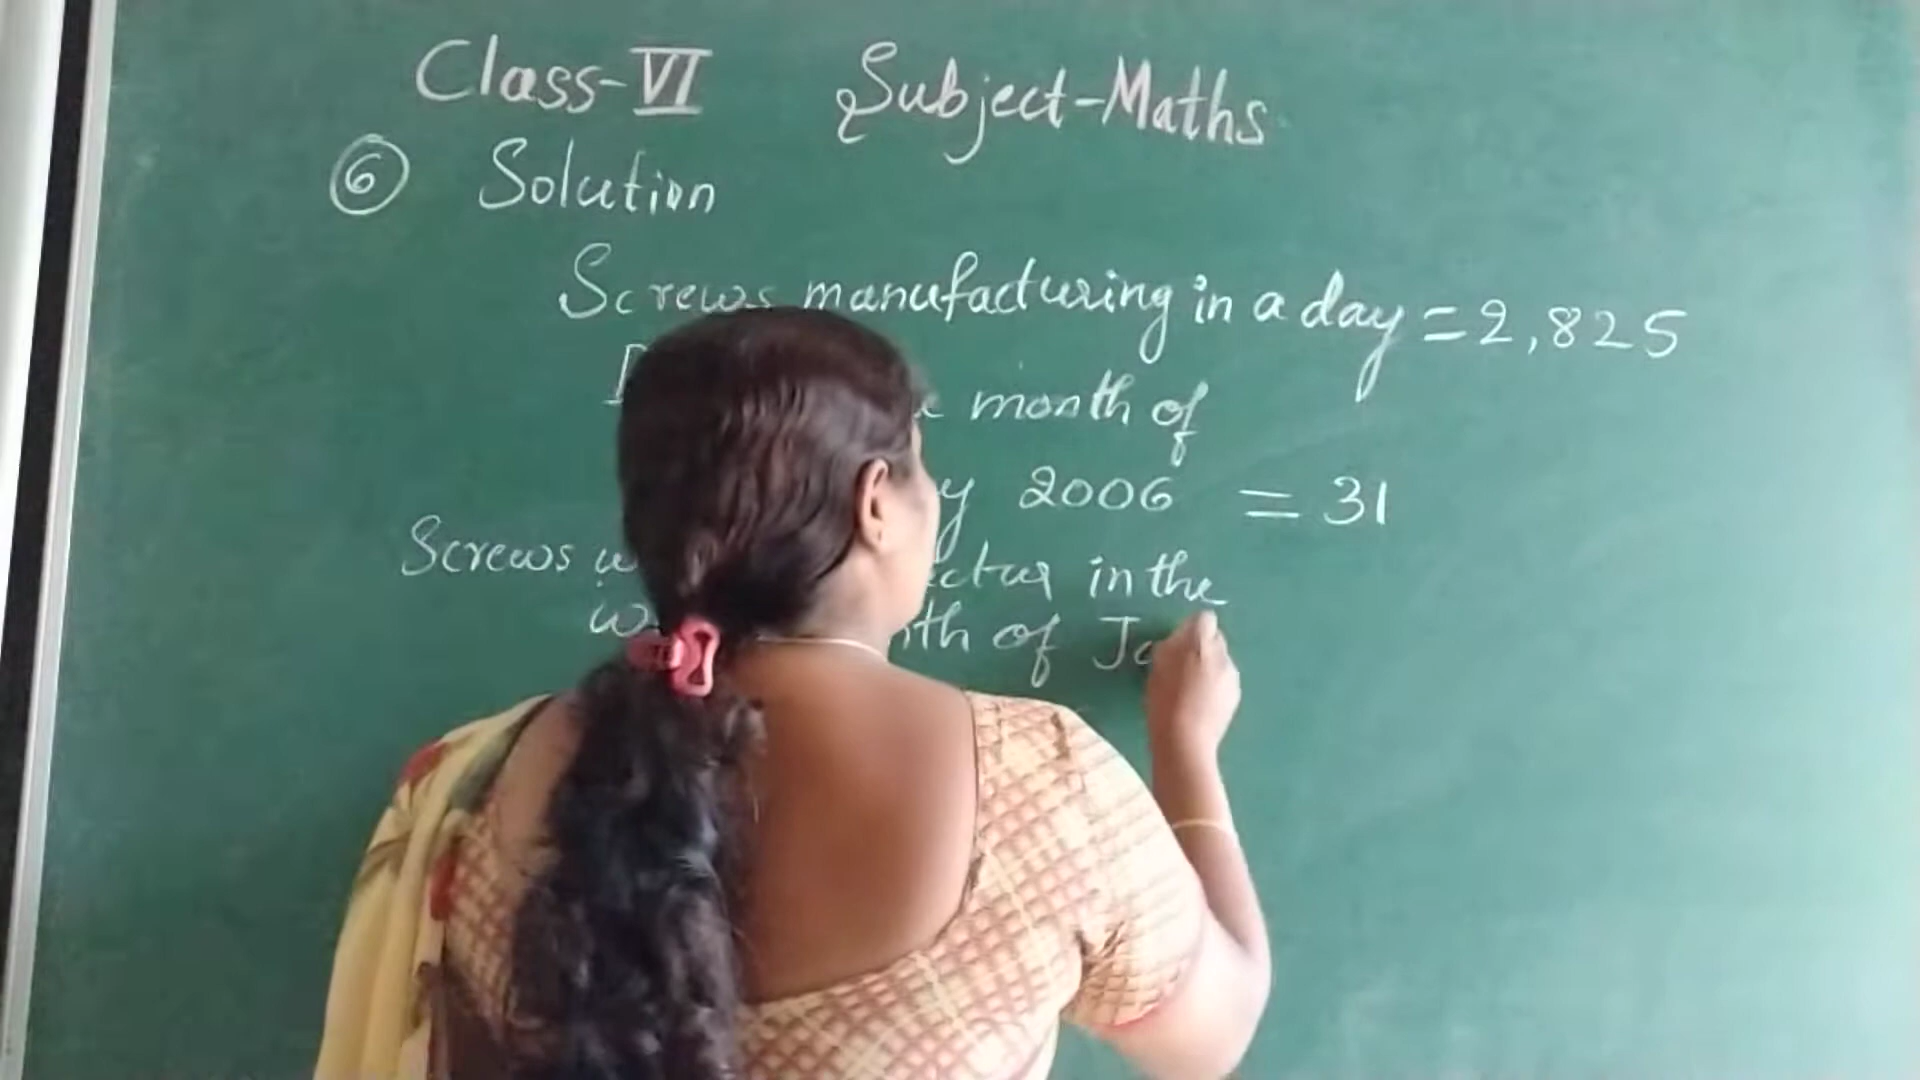 Class-VI Subject-Maths
6 Solution
Screws manufacturing in a day = 2,825
month of
2006 = 31
Screws in the
of